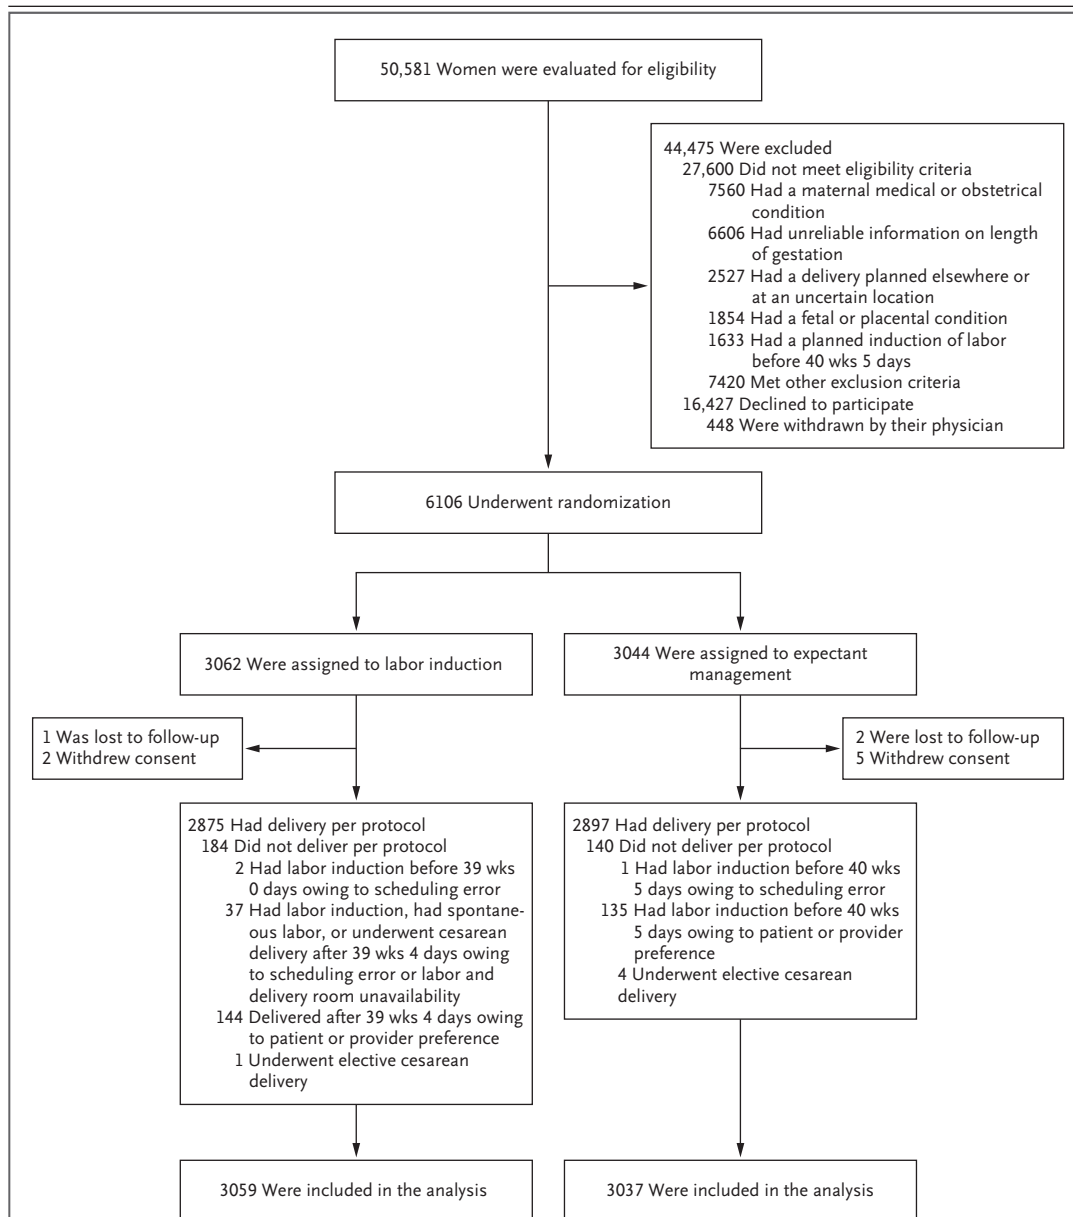 50,581 Women were evaluated for eligibility
44,475 Were excluded
27,600 Did not meet eligibility criteria
7560 Had a maternal medical or obstetrical
condition
6606 Had unreliable information on length
of gestation
2527 Had a delivery planned elsewhere or
at an uncertain location
1854 Had a fetal or placental condition
1633 Had a planned induction of labor
before 40 wks 5 days
7420 Met other exclusion criteria
16,427 Declined to participate
448 Were withdrawn by their physician
6106 Underwent randomization
3062 Were assigned to labor induction
3044 Were assigned to expectant
management
1 Was lost to follow-up
2 Withdrew consent
2 Were lost to follow-up
5 Withdrew consent
2875 Had delivery per protocol
184 Did not deliver per protocol
2 Had labor induction before 39 wks
0 days owing to scheduling error
37 Had labor induction, had spontane-
ous labor, or underwent cesarean
delivery after 39 wks 4 days owing
to scheduling error or labor and
delivery room unavailability
144 Delivered after 39 wks 4 days owing
to patient or provider preference
1 Underwent elective cesarean
delivery
2897 Had delivery per protocol
140 Did not deliver per protocol
1 Had labor induction before 40 wks
5 days owing to scheduling error
135 Had labor induction before 40 wks
5 days owing to patient or provider
preference
4 Underwent elective cesarean
delivery
3059 Were included in the analysis
3037 Were included in the analysis